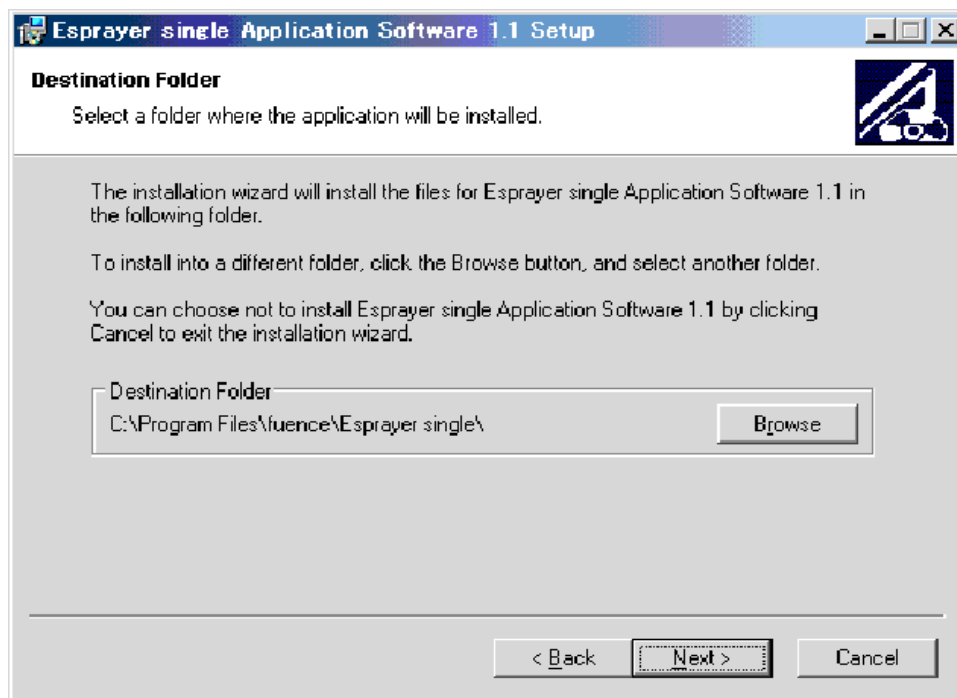 Esprayer single Application Software 1.1 Setup
Destination Folder
Select a folder where the application will be installed.
The installation wizard will install the files for Esprayer single Application Software 1.1 in
the following folder.
To install into a different folder, click the Browse button, and select another folder.
You can choose not to install Esprayer single Application Software 1.1 by clicking
Cancel to exit the installation wizard.
Destination Folder
C:\Program Files\fuence\Esprayer single\
Browse
< Back
Next >
Cancel